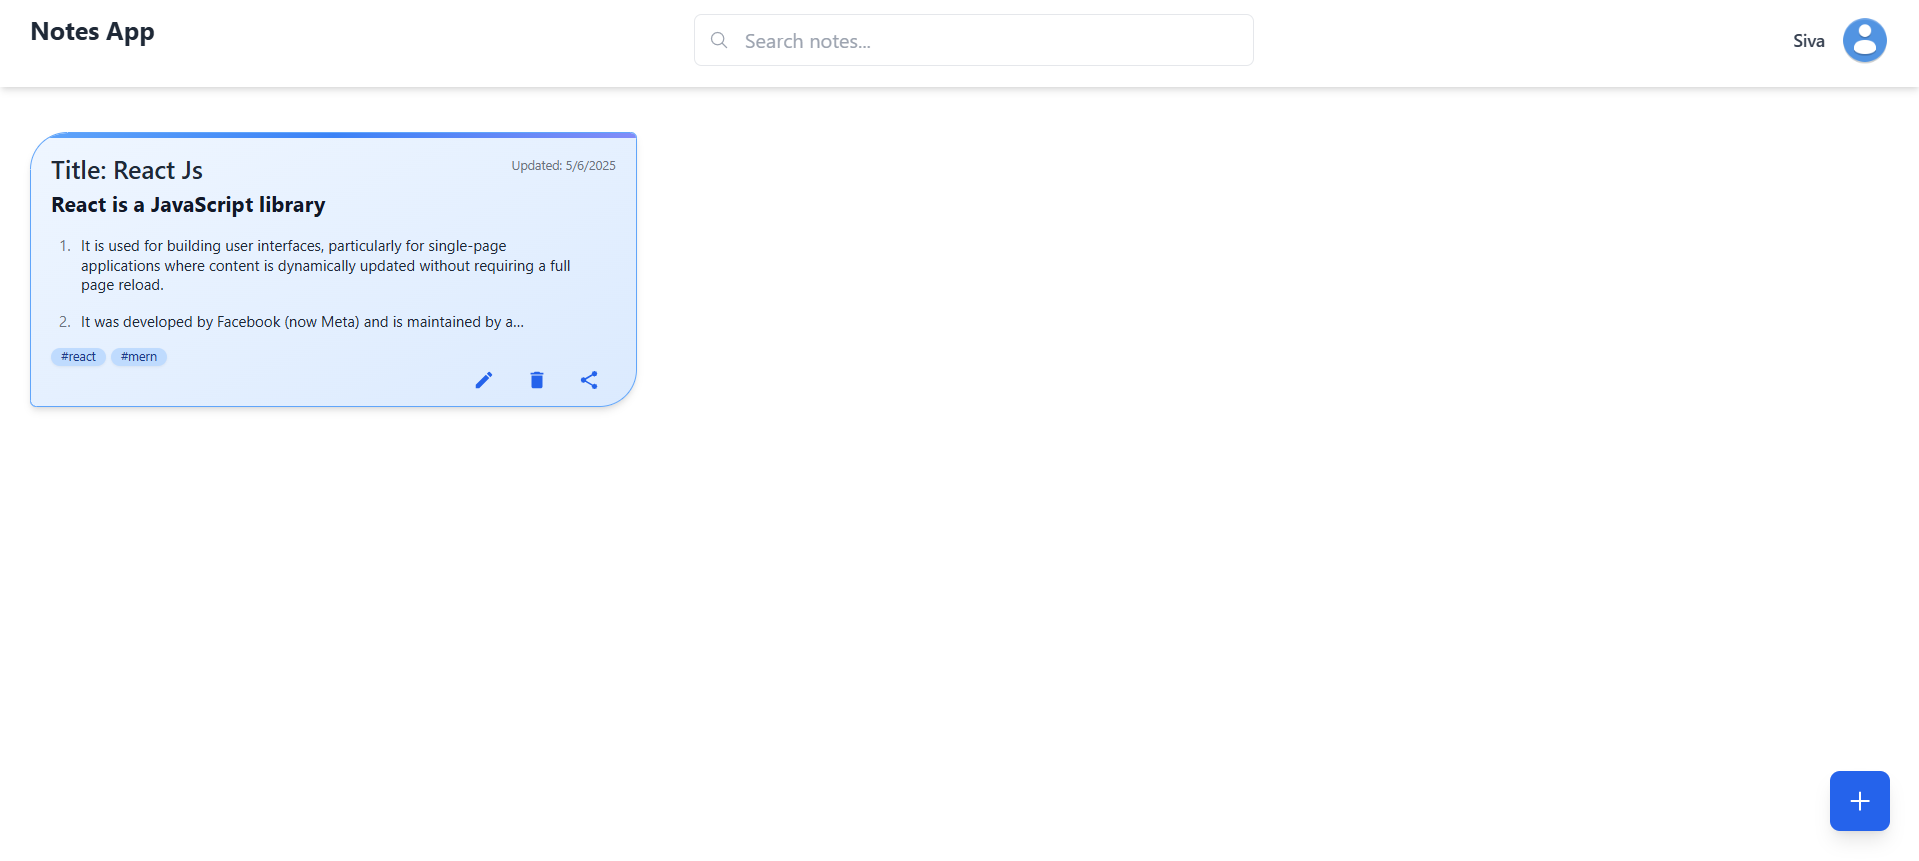 Notes App
Search notes...
Siva
Title: React Js
Updated: 5/6/2025
React is a JavaScript library
1. It is used for building user interfaces, particularly for single-page
applications where content is dynamically updated without requiring a full
page reload.
2. It was developed by Facebook (now Meta) and is maintained by a...
#react #mern